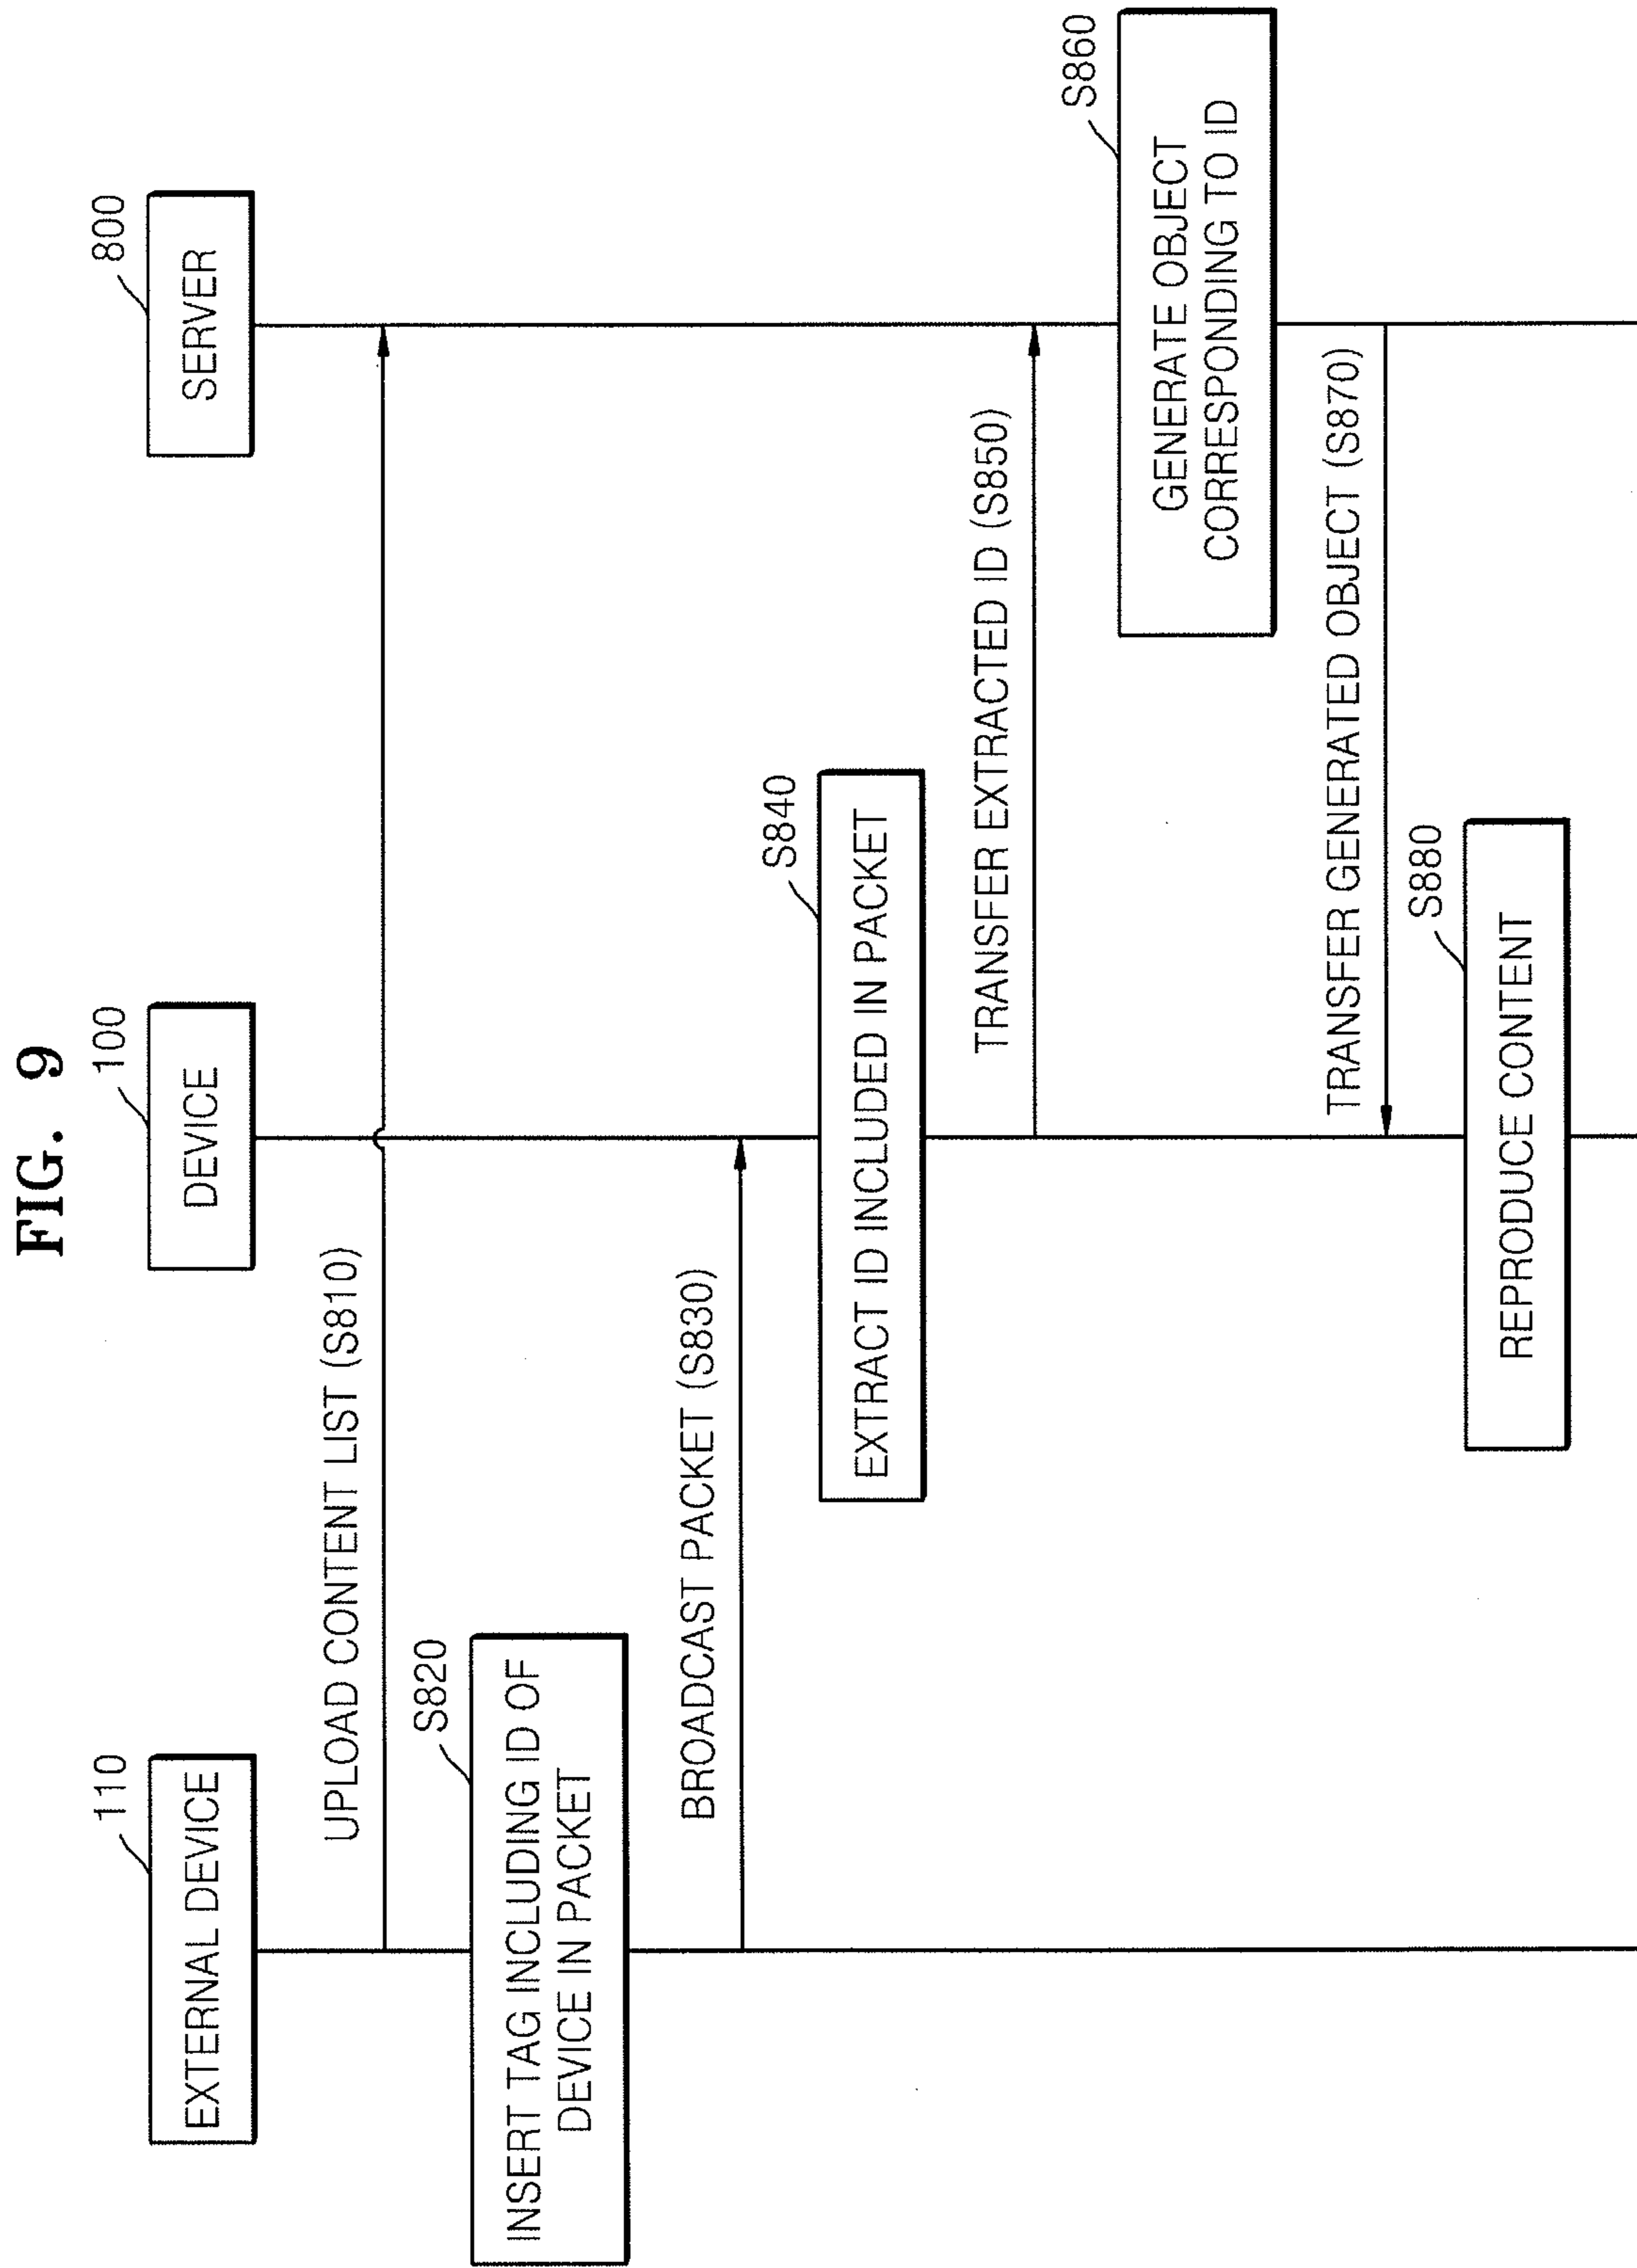 FIG. 9
110
EXTERNAL DEVICE
100
DEVICE
800
SERVER
UPLOAD CONTENT LIST (S810)
S820
INSERT TAG INCLUDING ID OF
DEVICE IN PACKET
BROADCAST PACKET (S830)
S840
EXTRACT ID INCLUDED IN PACKET
TRANSFER EXTRACTED ID (S850)
S860
GENERATE OBJECT
CORRESPONDING TO ID
TRANSFER GENERATED OBJECT (S870)
S880
REPRODUCE CONTENT